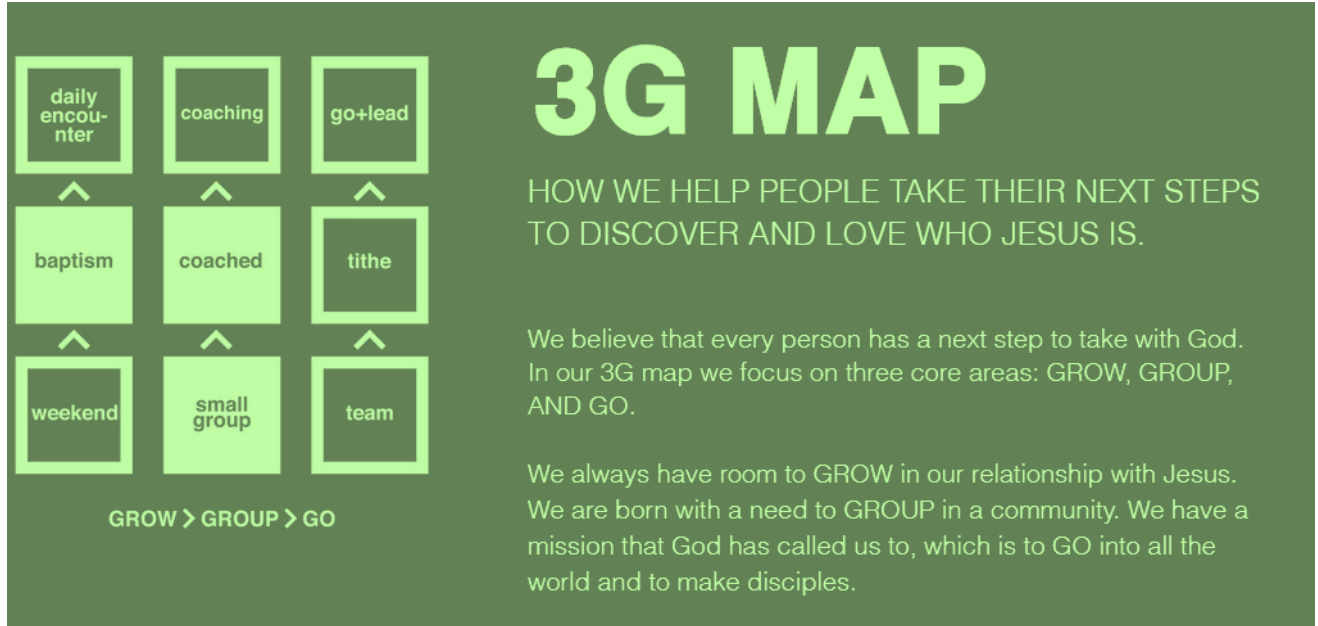 daily
encou-
nter
coaching
go+lead
baptism
coached
tithe
weekend
small
group
team
GROW > GROUP > GO
3G MAP
HOW WE HELP PEOPLE TAKE THEIR NEXT STEPS
TO DISCOVER AND LOVE WHO JESUS IS.
We believe that every person has a next step to take with God.
In our 3G map we focus on three core areas: GROW, GROUP,
AND GO.
We always have room to GROW in our relationship with Jesus.
We are born with a need to GROUP in a community. We have a
mission that God has called us to, which is to GO into all the
world and to make disciples.